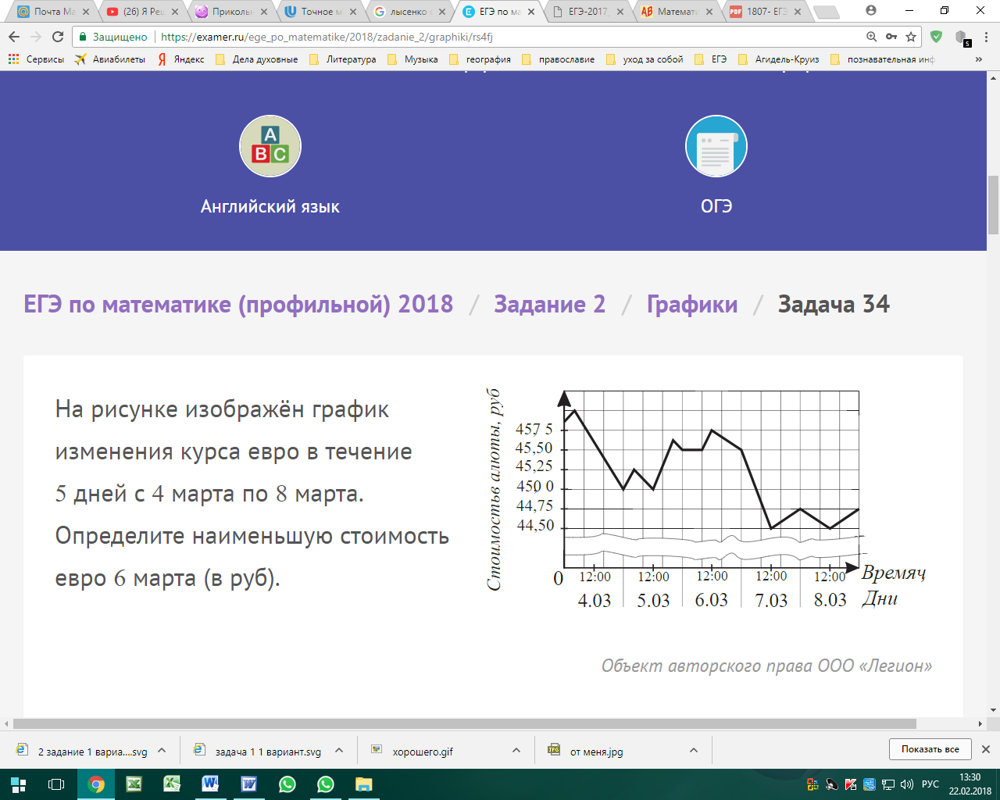 Почта Ма
(26) Я Реш
Прикольн
Точное м
лысенко
ЕГЭ по ма
ЕГЭ-2017
Математи
1807- ЕГЭ
Защищено
https://examer.ru/ege_po_matematike/2018/zadanie_2/graphiki/rs4fj
5
Сервисы
Авиабилеты
Яндекс
Дела духовные
Литература
Музыка
география
православие
уход за собой
ЕГЭ
Агидель-Круиз
познавательная инф
»
A
B C
Английский язык
ОГЭ
ЕГЭ по математике (профильной) 2018 / Задание 2 / Графики / Задача 34
На рисунке изображён график
изменения курса евро в течение
5 дней с 4 марта по 8 марта.
Определите наименьшую стоимость
евро 6 марта (в руб).
Стоимостьв алюты, руб
457, 5
45,50
45,25
450, 0
44,75
44,50
0
12:00 12:00 12:00 12:00 12:00
Времяч,
4.03 5.03 6.03 7.03 8.03
Дни
Объект авторского права ООО «Легион»
2 задание 1 вариа....svg
задача 1 1 вариант.svg
хорошего.gif
JPG
от меня.jpg
Показать все
РУС
13:30
22.02.2018